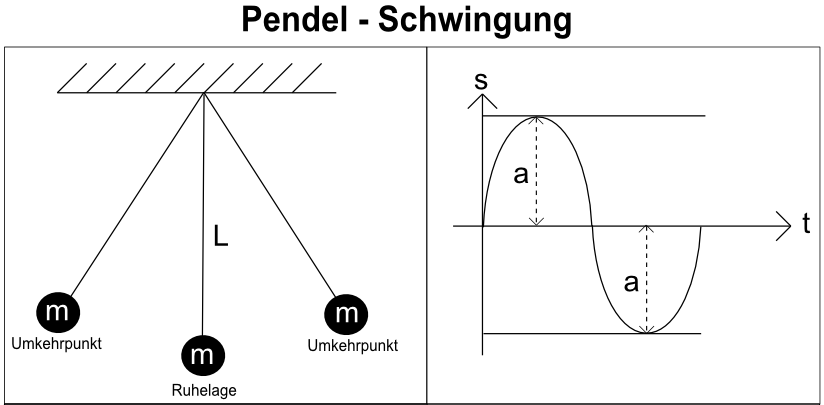 Pendel - Schwingung
L
m
Umkehrpunkt
m
Ruhelage
m
Umkehrpunkt
s
a
t
a